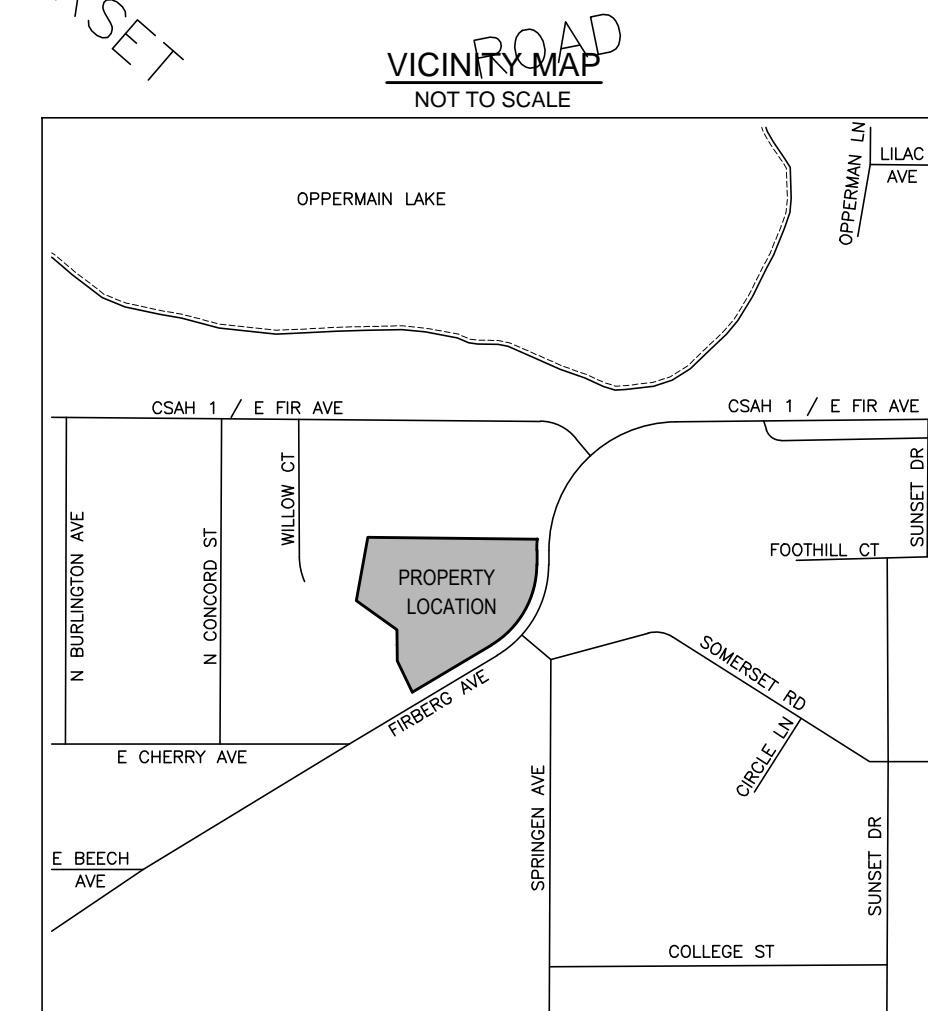 SET
ROAD
VICINITY MAP
NOT TO SCALE
OPPERMAIN LAKE
OPPERMAN LN
LILAC
AVE
CSAH 1 / E FIR AVE
CSAH 1 / E FIR AVE
N BURLINGTON AVE
N CONCORD ST
WILLOW CT
SUNSET DR
FOOTHILL CT
PROPERTY
LOCATION
FIRBERG AVE
SOMERSET RD
CIRCLE LN
E CHERRY AVE
SPRINGEN AVE
SUNSET DR
E BEECH
AVE
COLLEGE ST